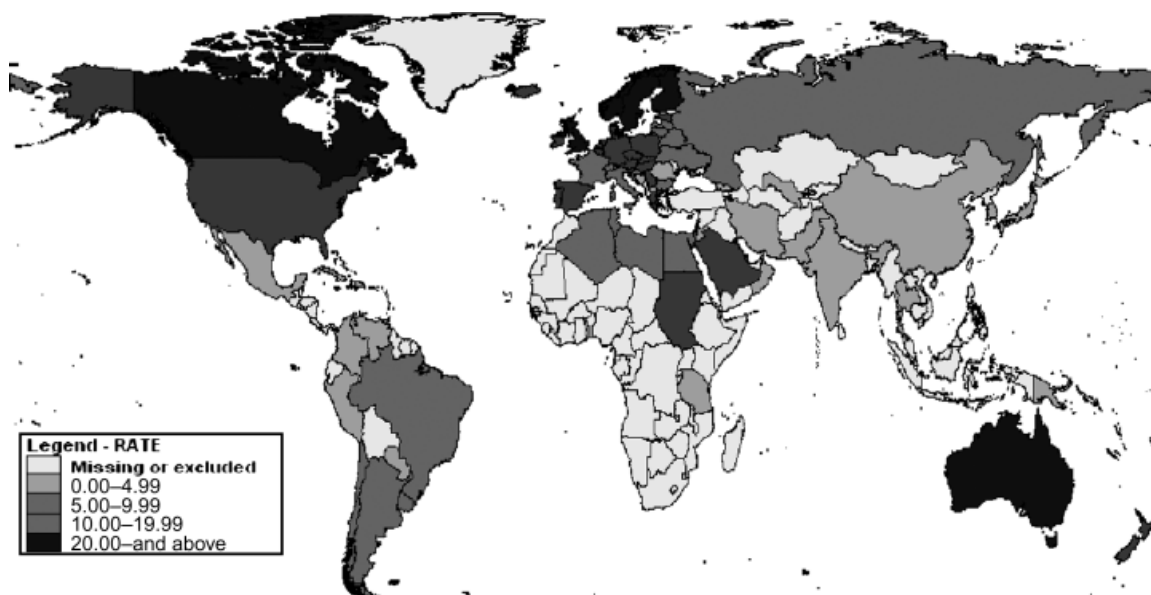 Legend - RATE
Missing or excluded
0.00–4.99
5.00–9.99
10.00–19.99
20.00–and above